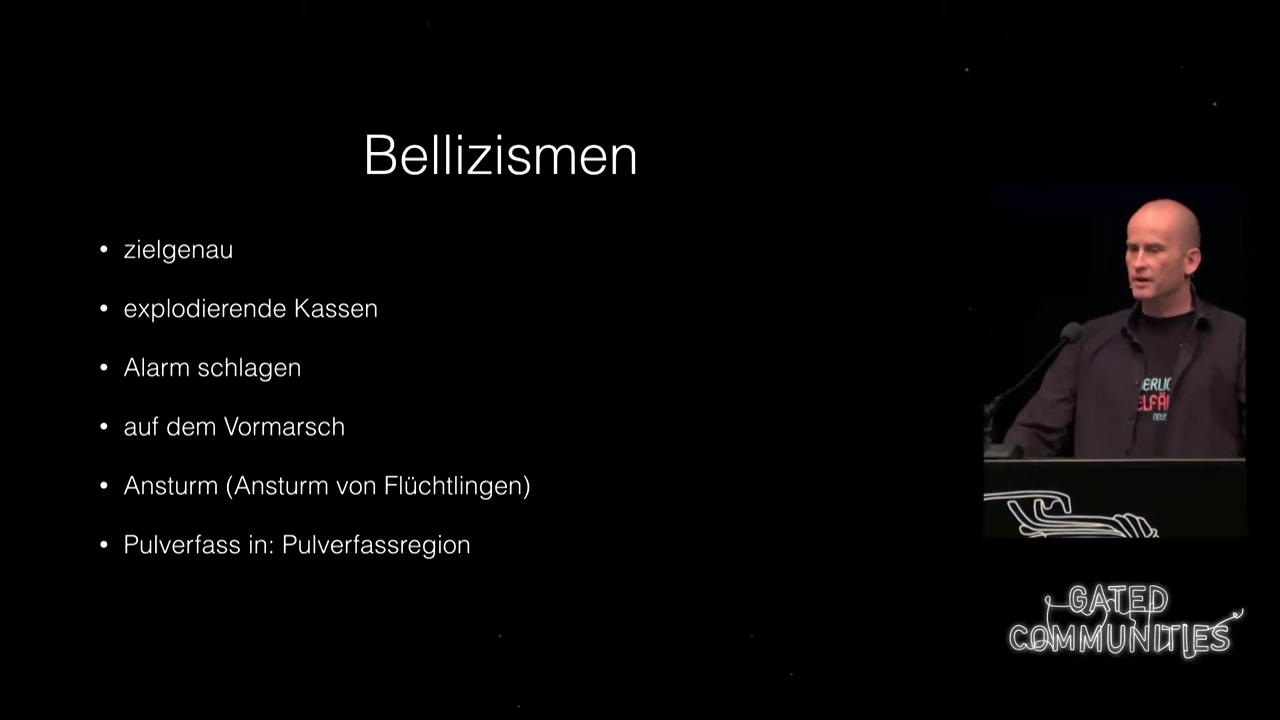 Bellizismen
• zielgenau
• explodierende Kassen
• Alarm schlagen
• auf dem Vormarsch
• Ansturm (Ansturm von Flüchtlingen)
• Pulverfass in: Pulverfassregion
GATED
COMMUNITIES